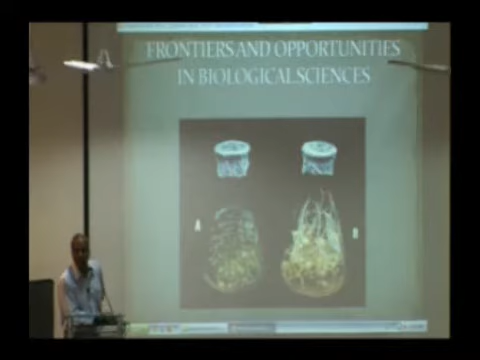 FRONTIERS AND OPPORTUNITIES
IN BIOLOGICAL SCIENCES
A
B